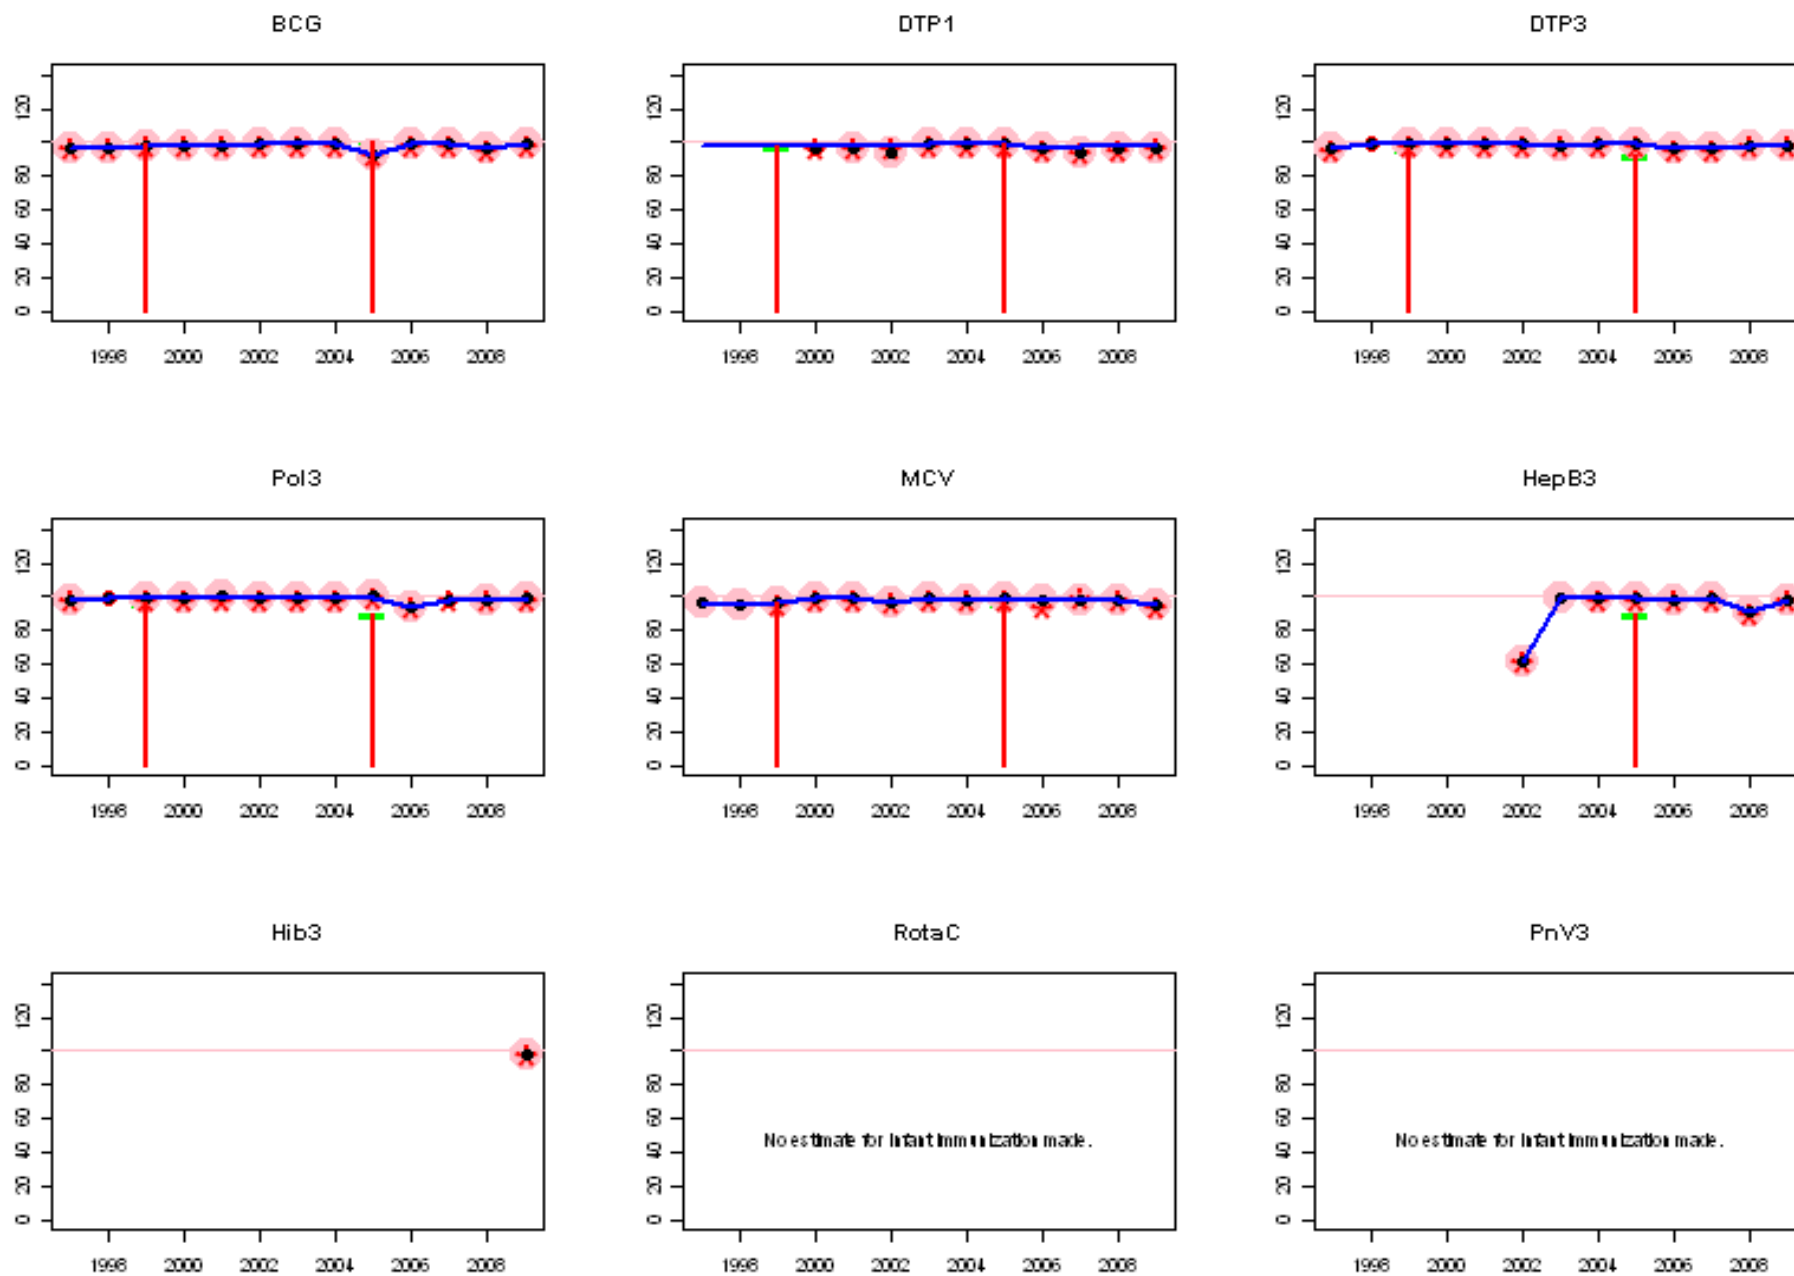 BCG DTP1 DTP3
120 120 120
80 80 80
60 60 60
40 40 40
20 20 20
0 0 0
1998 2000 2002 2004 2006 2008 1998 2000 2002 2004 2006 2008 1998 2000 2002 2004 2006 2008
Pol3 MCV HepB3
120 120 120
80 80 80
60 60 60
40 40 40
20 20 20
0 0 0
1998 2000 2002 2004 2006 2008 1998 2000 2002 2004 2006 2008 1998 2000 2002 2004 2006 2008
Hib3 RotaC PnV3
120 120 120
80 80 80
60 60 60
No estimate for infant immunization made. No estimate for infant immunization made.
40 40 40
20 20 20
0 0 0
1998 2000 2002 2004 2006 2008 1998 2000 2002 2004 2006 2008 1998 2000 2002 2004 2006 2008